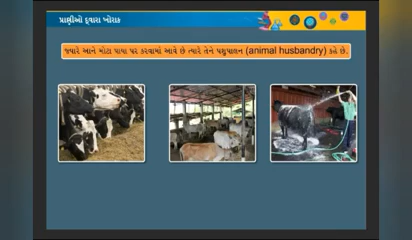 પ્રાણીઓ દ્વારા ખોરાક
જ્યારે આને મોટા પાયા પર કરવામાં આવે છે ત્યારે તેને પશુપાલન (animal husbandry) કહે છે.